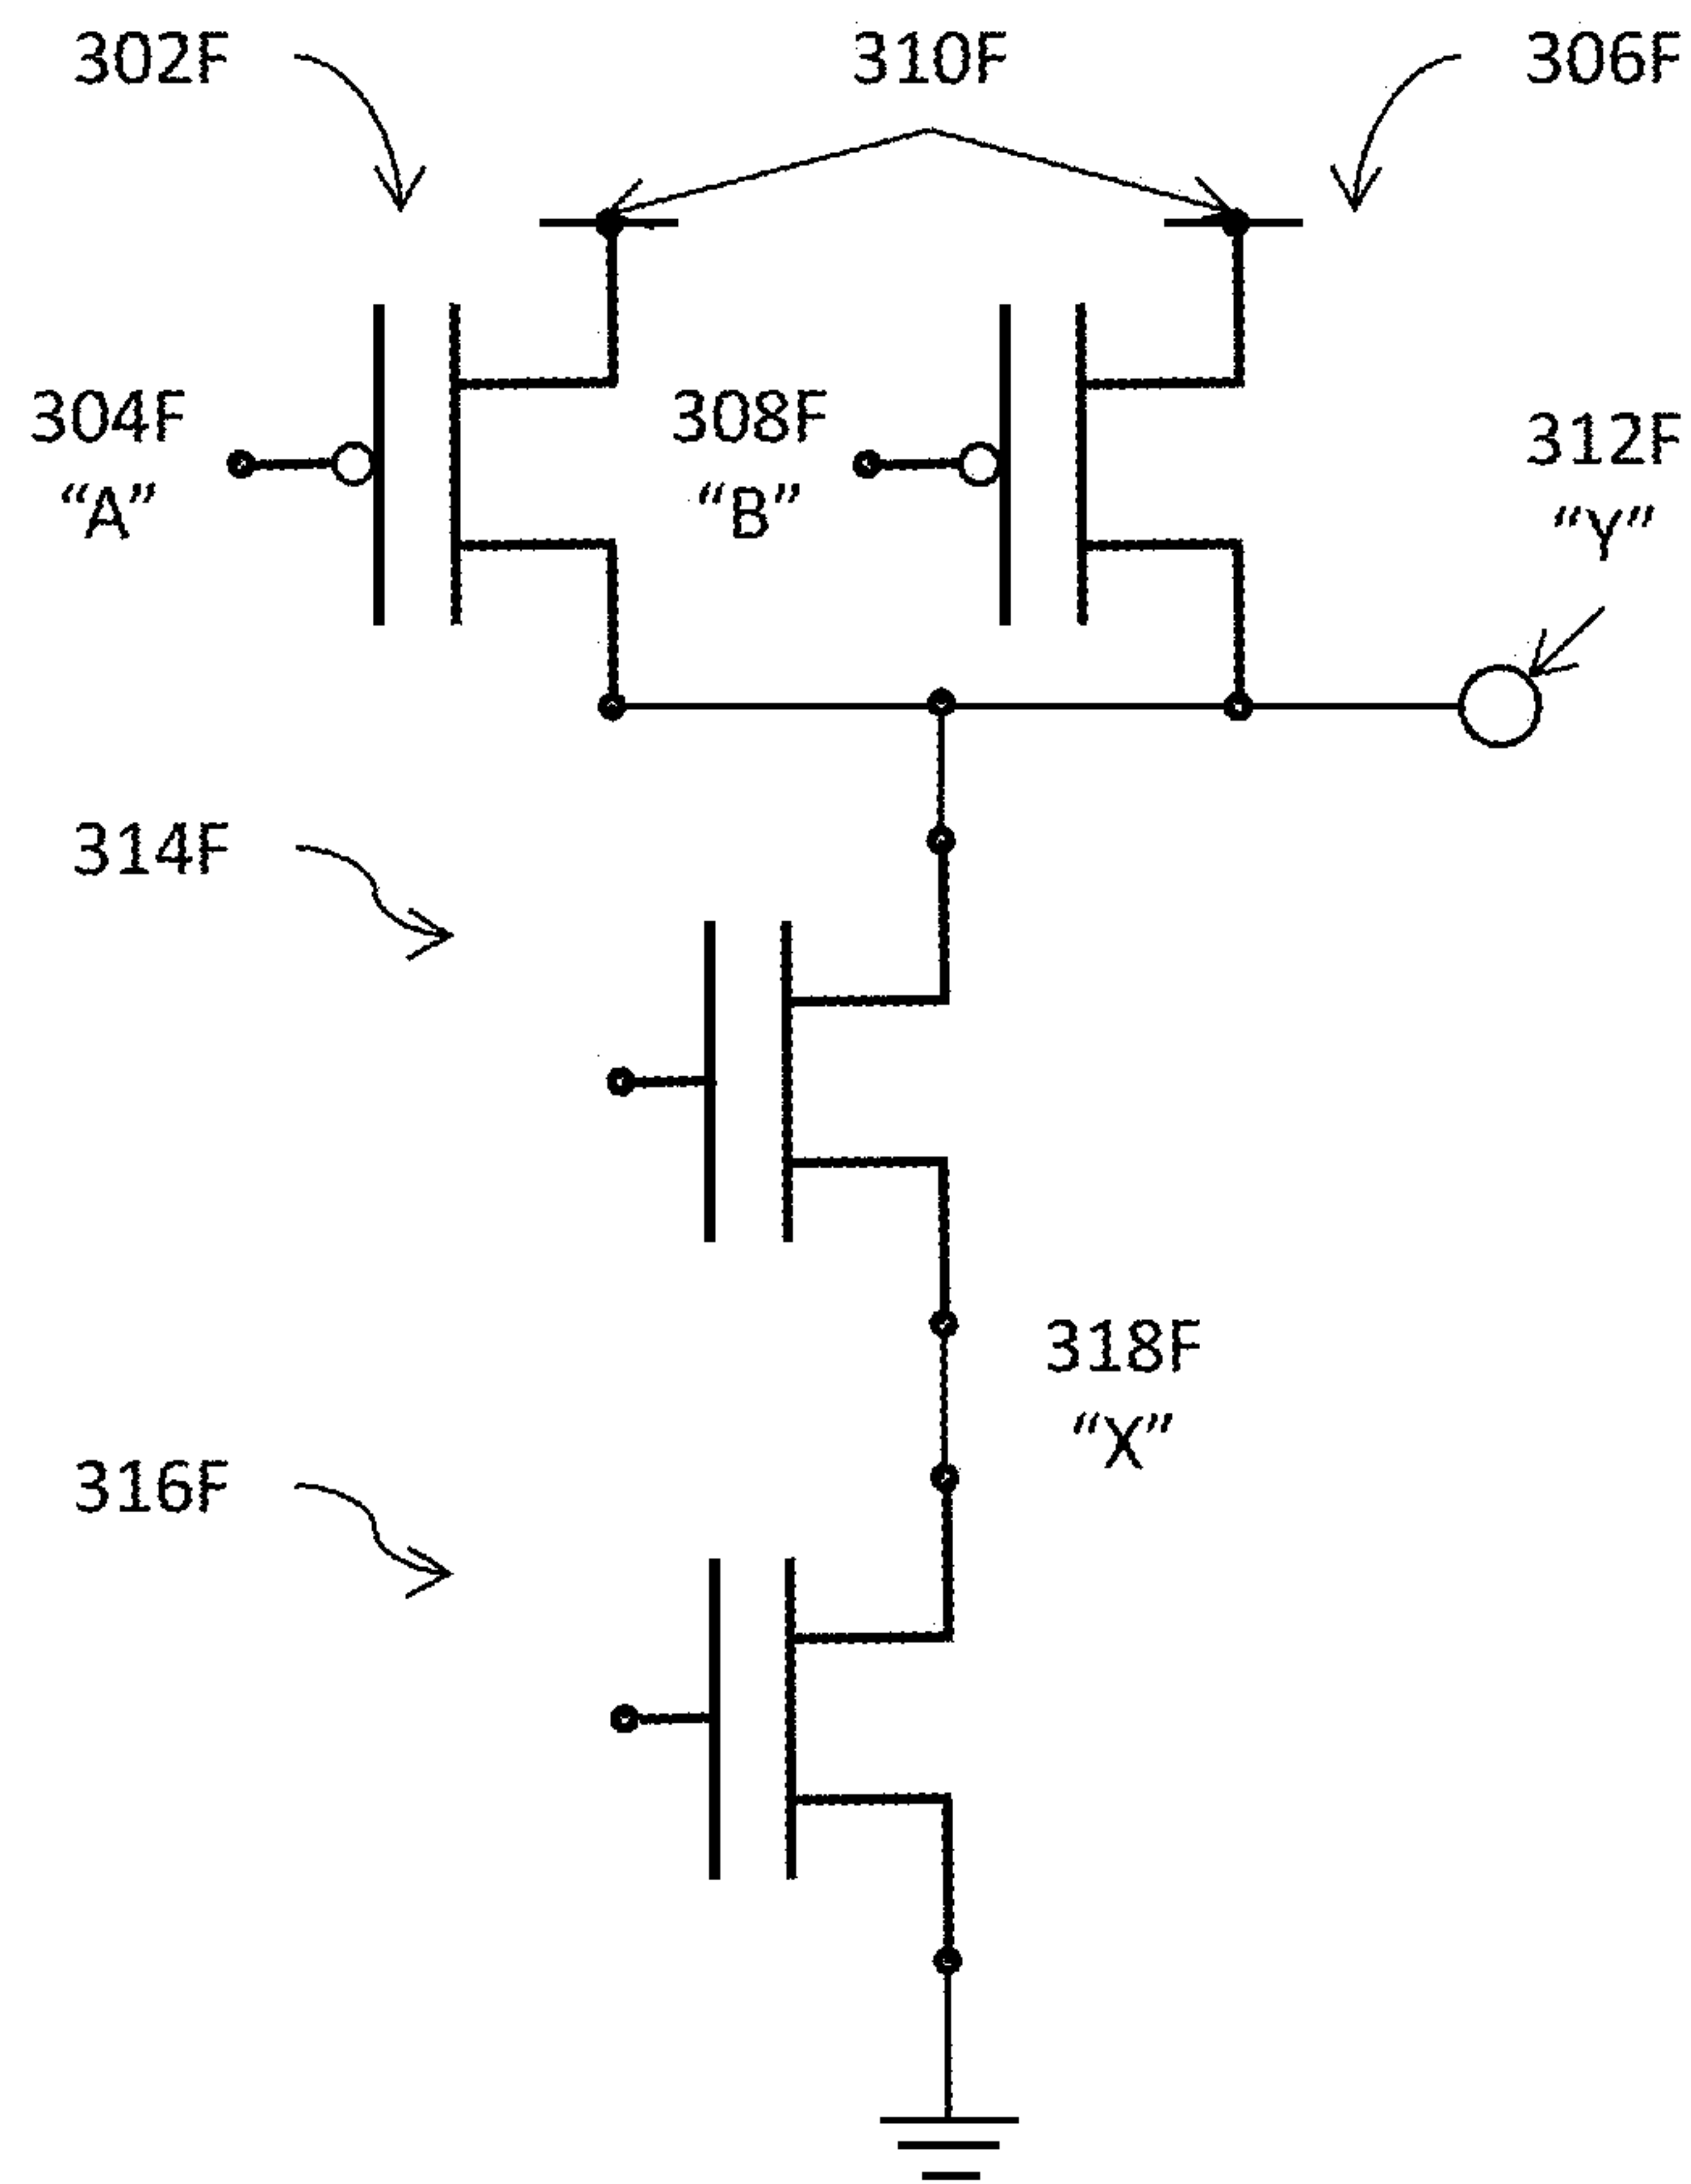 302F
310F
306F
304F
“A”
308F
“B”
312F
“Y”
314F
318F
“X”
316F